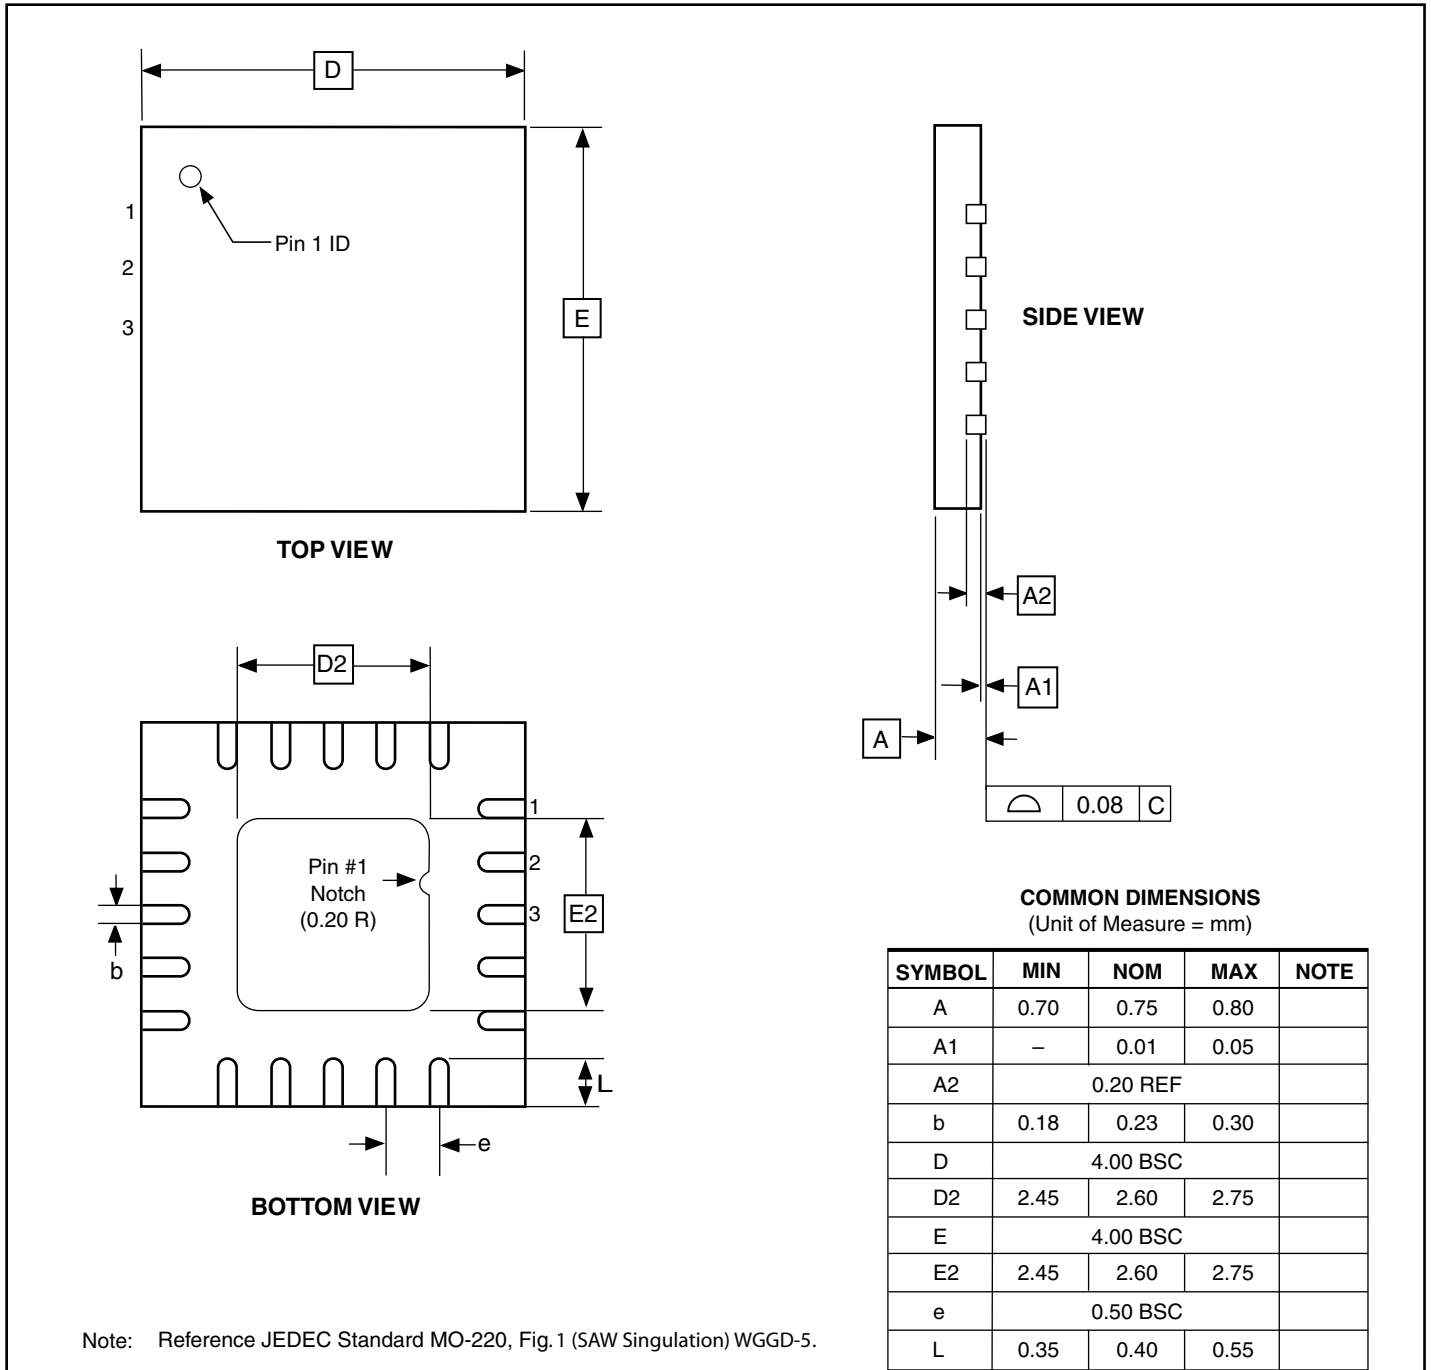 D
1
Pin 1 ID
2
3
E
SIDE VIEW
TOP VIEW
A2
D2
A1
A
0.08 C
1
Pin #1
Notch
(0.20 R)
2
3
E2
b
L
e
BOTTOM VIEW
COMMON DIMENSIONS
(Unit of Measure = mm)
SYMBOL MIN NOM MAX NOTE
A 0.70 0.75 0.80
A1 – 0.01 0.05
A2 0.20 REF
b 0.18 0.23 0.30
D 4.00 BSC
D2 2.45 2.60 2.75
E 4.00 BSC
E2 2.45 2.60 2.75
e 0.50 BSC
L 0.35 0.40 0.55
Note: Reference JEDEC Standard MO-220, Fig. 1 (SAW Singulation) WGGD-5.